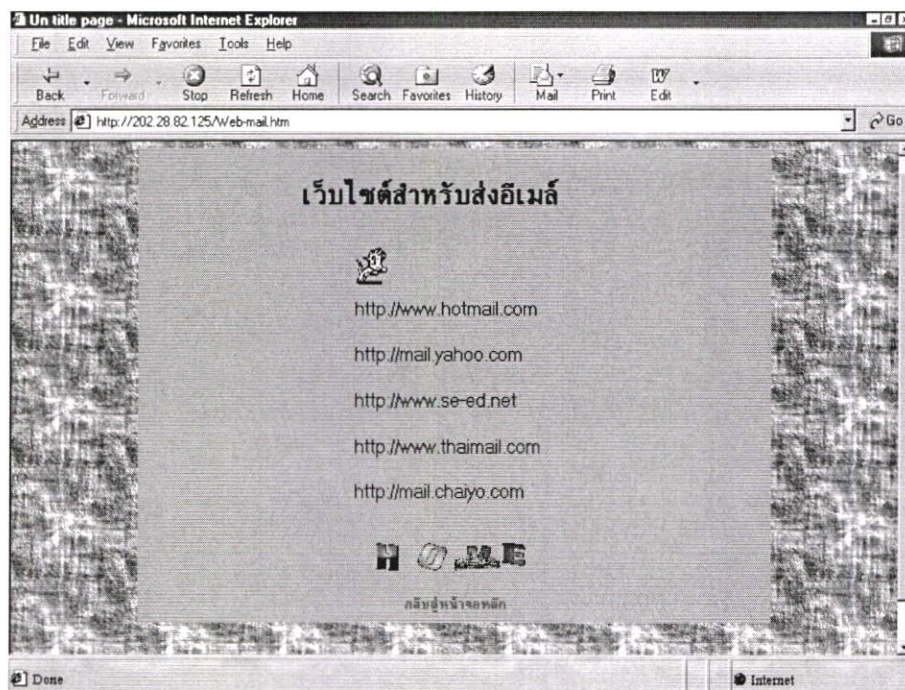 Un title page - Microsoft Internet Explorer
File Edit View Favorites Tools Help
Back Forward Stop Refresh Home Search Favorites History Mail Print Edit
Address http://202.28.82.125/Web-mail.htm Go
เว็บไซต์สำหรับส่งอีเมล์
http://www.hotmail.com
http://mail.yahoo.com
http://www.se-ed.net
http://www.thaimail.com
http://mail.chaiyo.com
HOME
กลับสู่หน้าจอหลัก
Done Internet